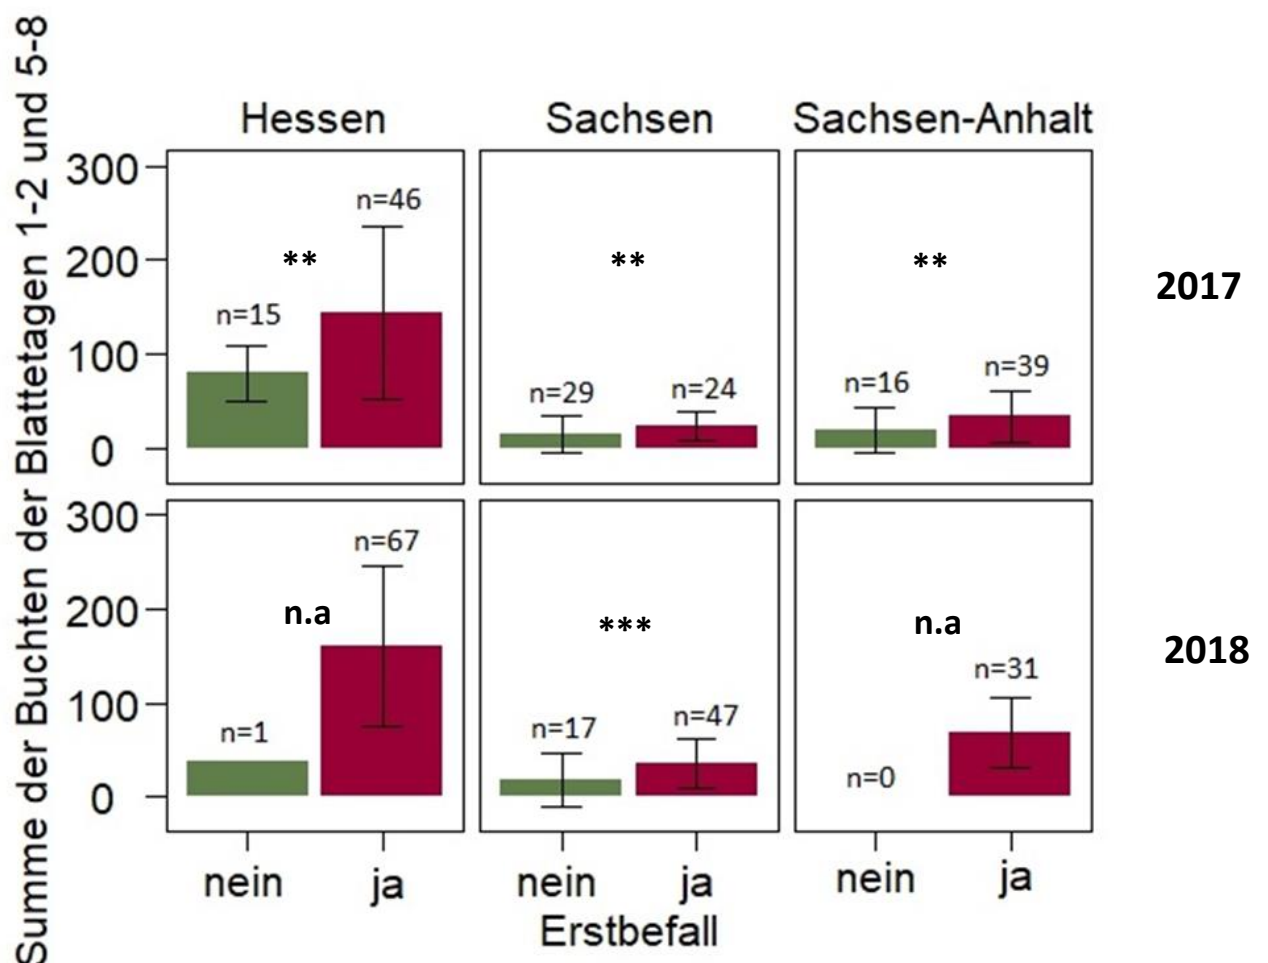 Summe der Buchten der Blattetagen 1-2 und 5-8
Hessen
Sachsen
Sachsen-Anhalt
300
200
100
0
n=15
n=46
**
n=29
n=24
**
n=16
n=39
**
2017
300
200
100
0
n=1
n=67
n.a
n=17
n=47
***
n=0
n=31
n.a
2018
nein
ja
nein
ja
nein
ja
Erstbefall